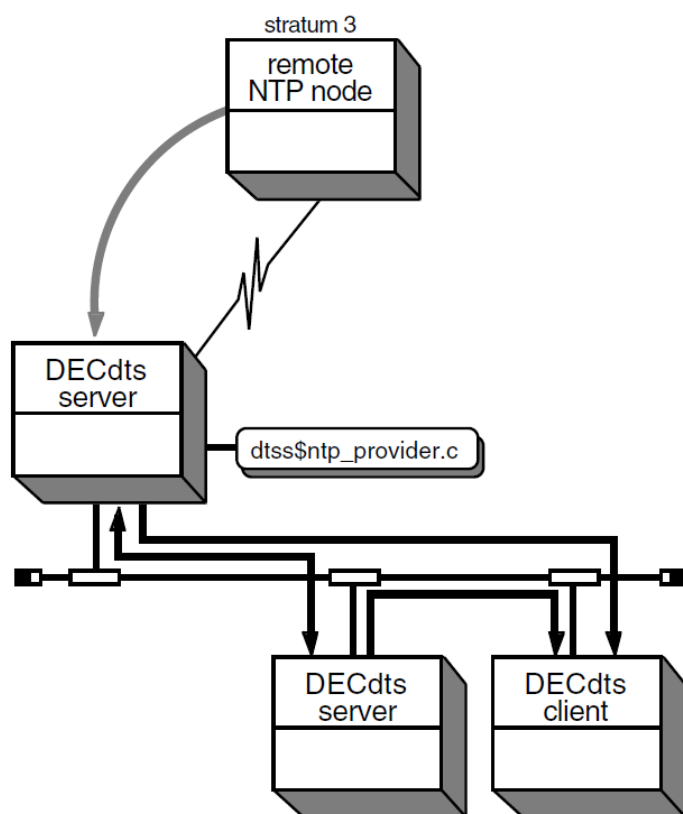 stratum 3
remote
NTP node
DECdts
server
dtss$ntp_provider.c
DECdts
server
DECdts
client